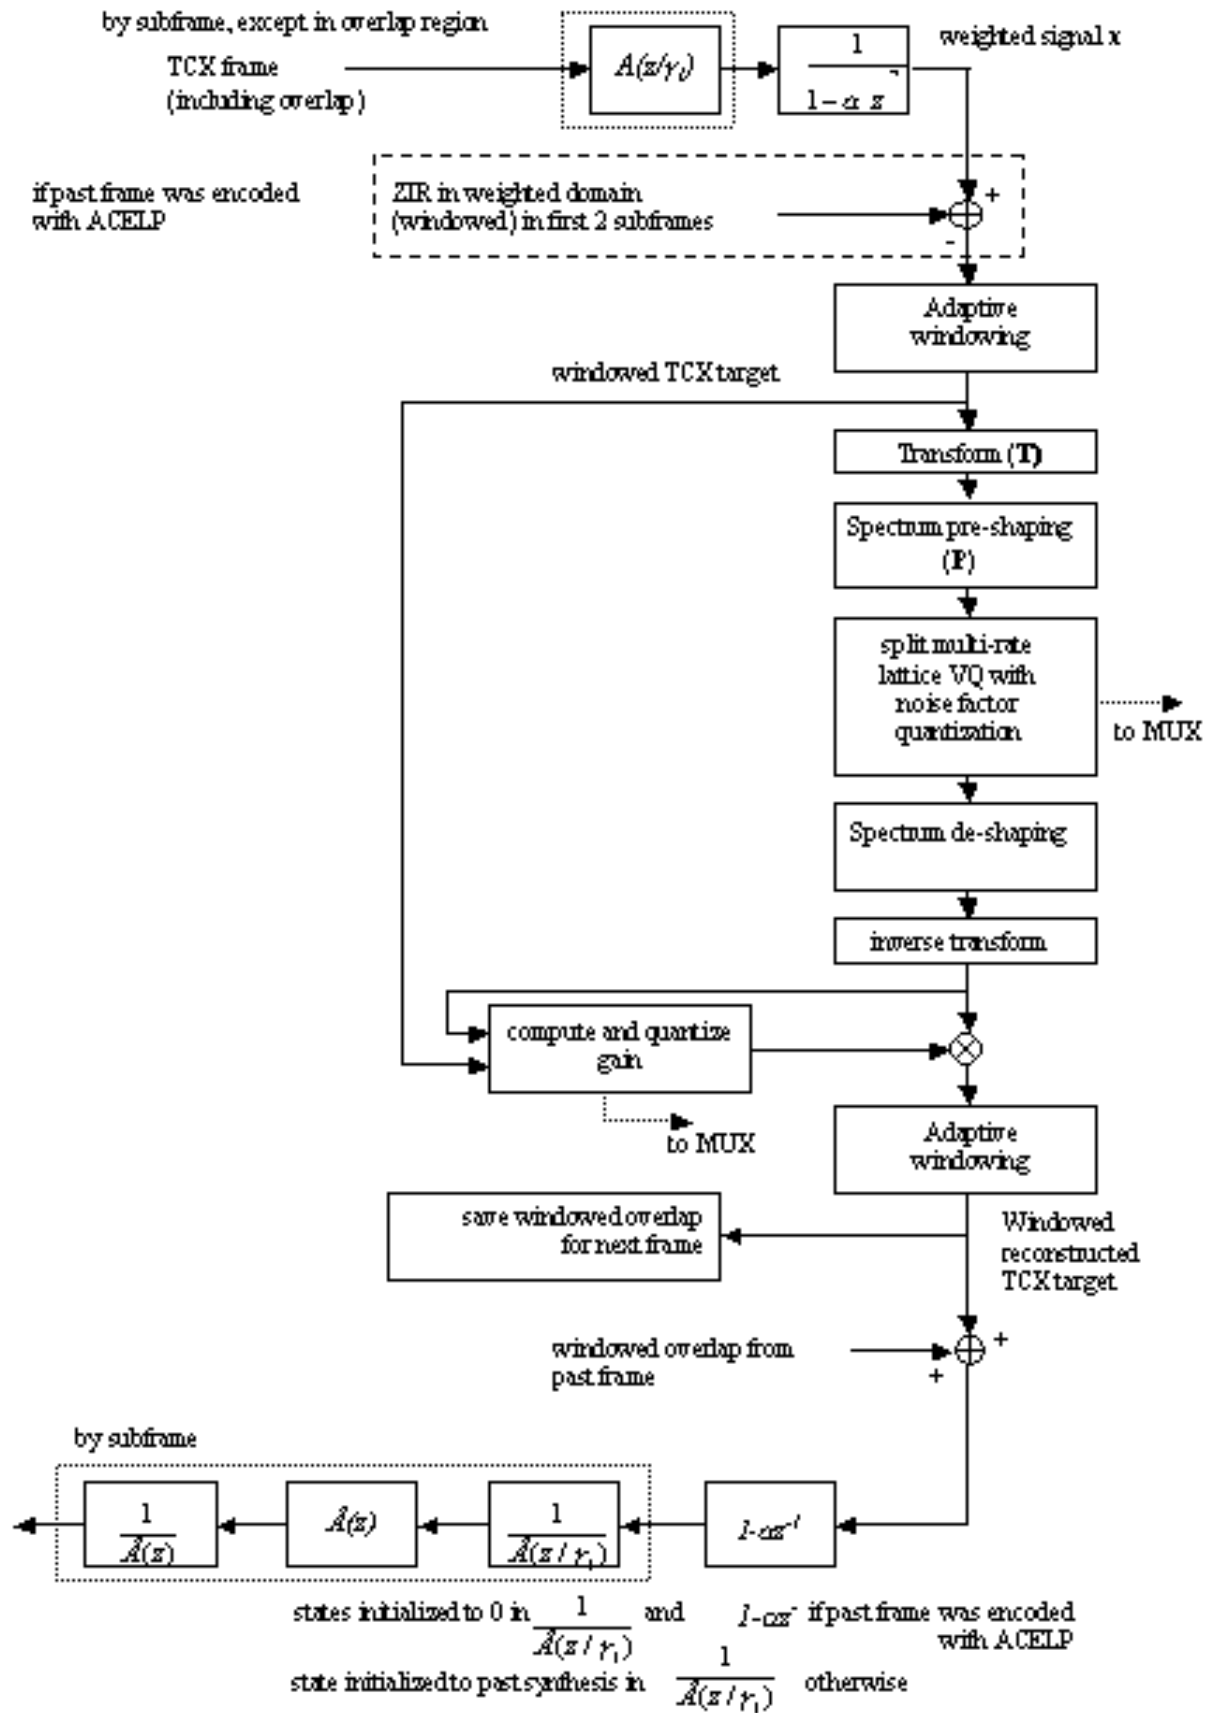 by subframe, except in overlap region
TCX frame
(including overlap)
A(z/γ₁)
1
1 − α z⁻
weighted signal x
if past frame was encoded
with ACELP
ZIR in weighted domain
(windowed) in first 2 subframes
+
-
Adaptive
windowing
windowed TCX target
Transform (T)
Spectrum pre-shaping
(P)
split multi-rate
lattice VQ with
noise factor
quantization
to MUX
Spectrum de-shaping
inverse transform
compute and quantize
gain
to MUX
Adaptive
windowing
save windowed overlap
for next frame
Windowed
reconstructed
TCX target
windowed overlap from
past frame
+
+
by subframe
1
Â(z)
Â(z)
1
Â(z / γ₁)
1-αz⁻¹
states initialized to 0 in 1 / Â(z / γ₁) and 1-αz⁻ if past frame was encoded
with ACELP
state initialized to past synthesis in 1 / Â(z / γ₁) otherwise